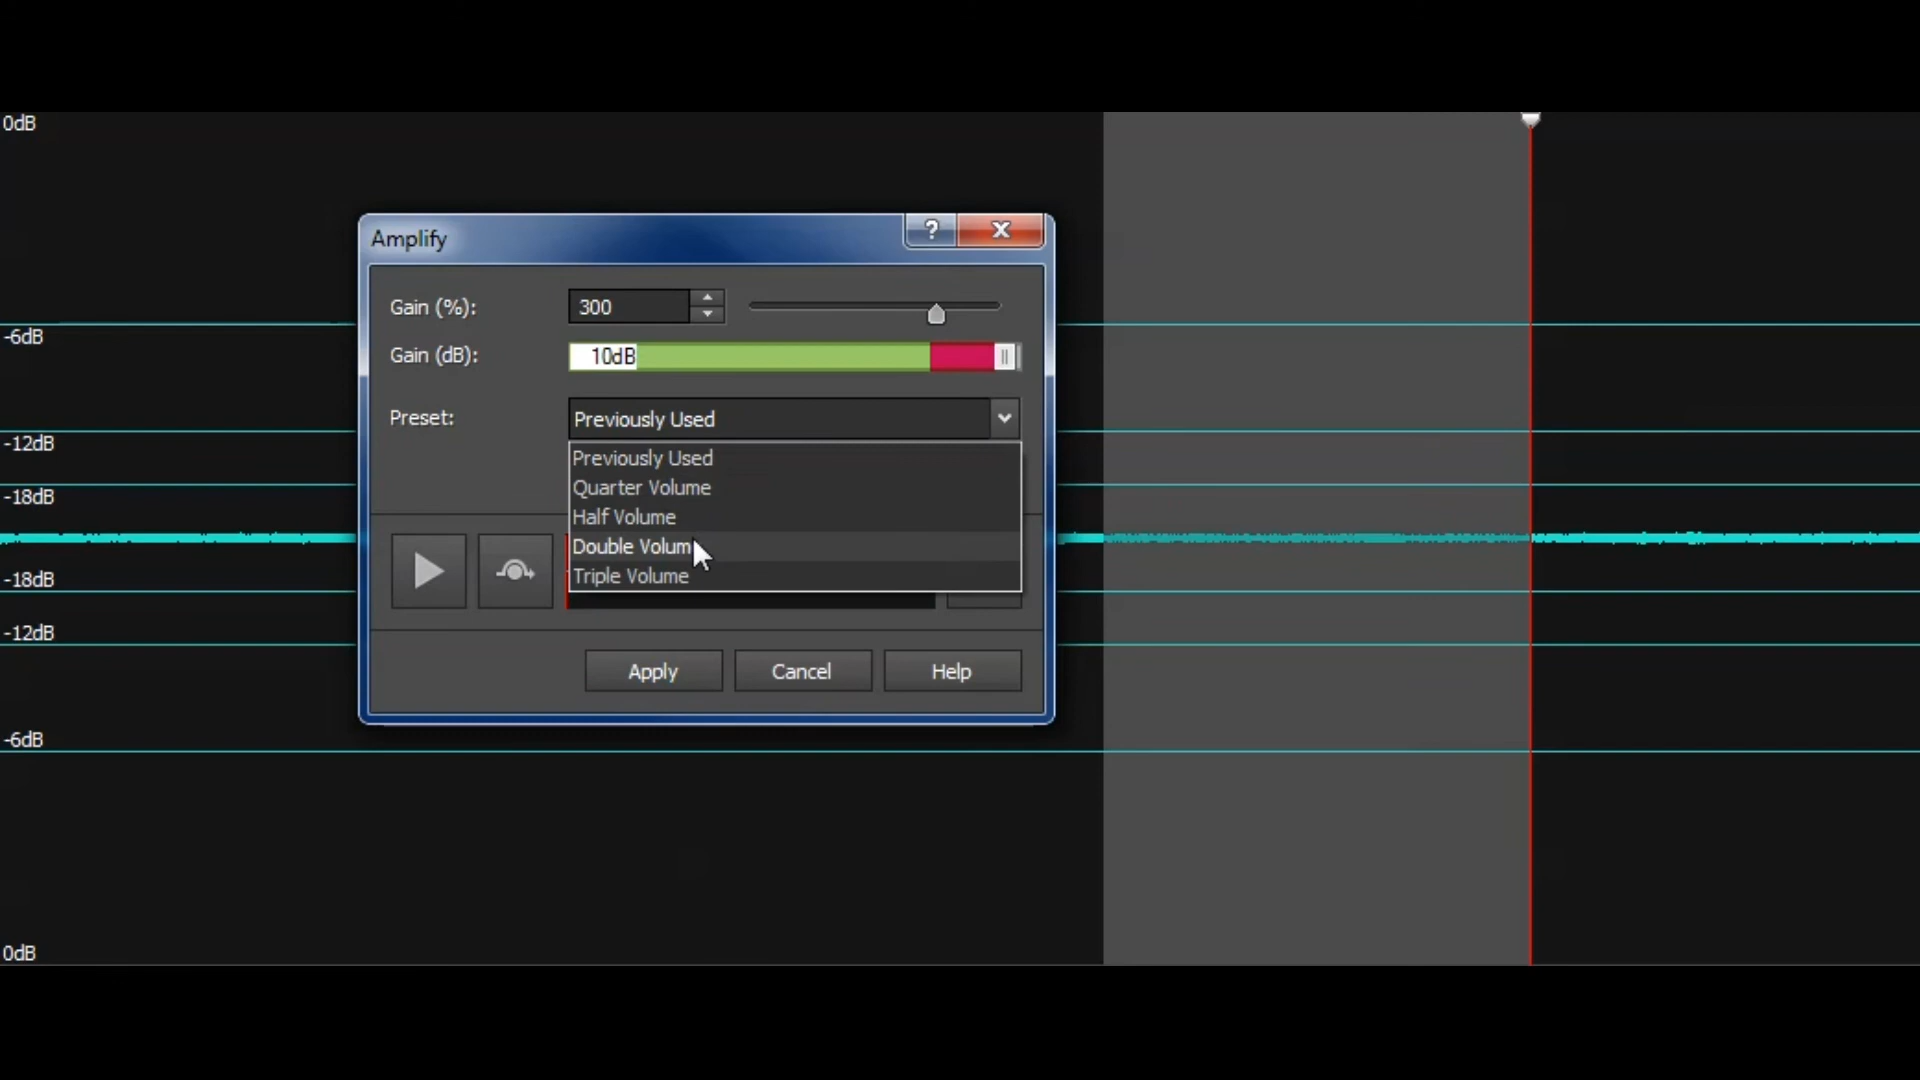 0dB
-6dB
-12dB
-18dB
-18dB
-12dB
-6dB
0dB
Amplify
?
Gain (%):
300
Gain (dB):
10dB
Preset:
Previously Used
Previously Used
Quarter Volume
Half Volume
Double Volum
Triple Volume
Apply
Cancel
Help